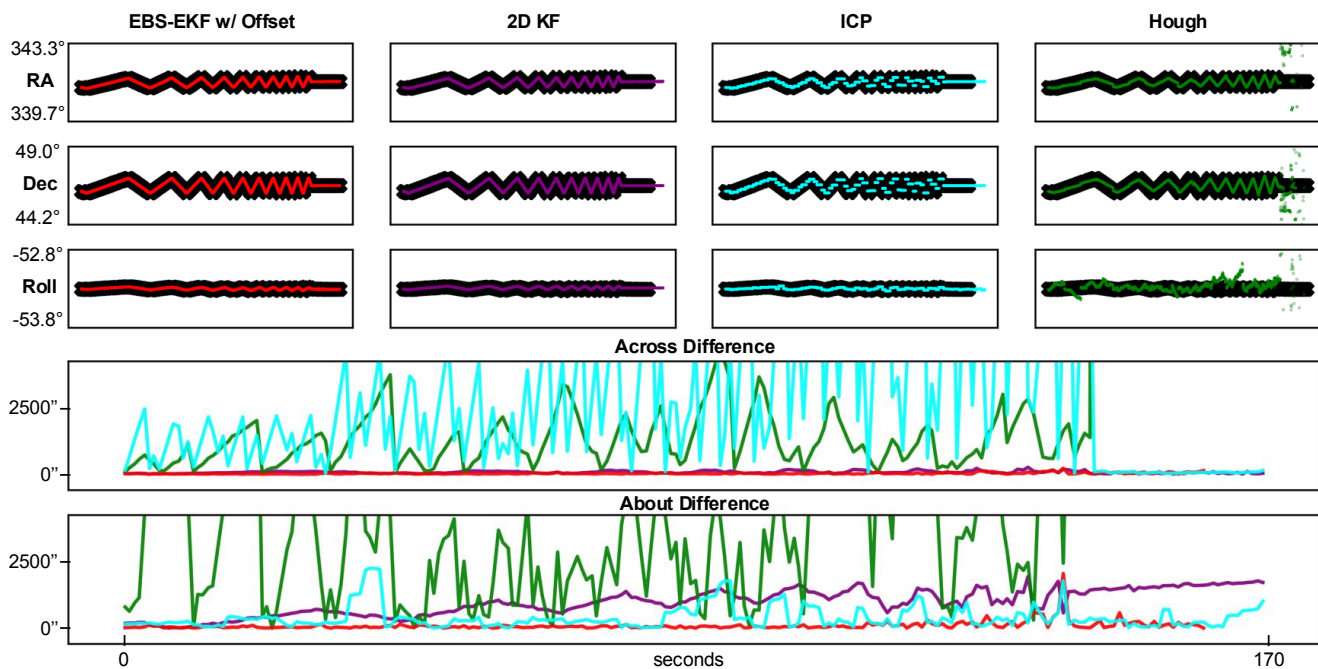 EBS-EKF w/ Offset 2D KF ICP Hough
343.3°
RA
339.7°
49.0°
Dec
44.2°
-52.8°
Roll
-53.8°
Across Difference
2500”
0”
About Difference
2500”
0”
0 seconds 170